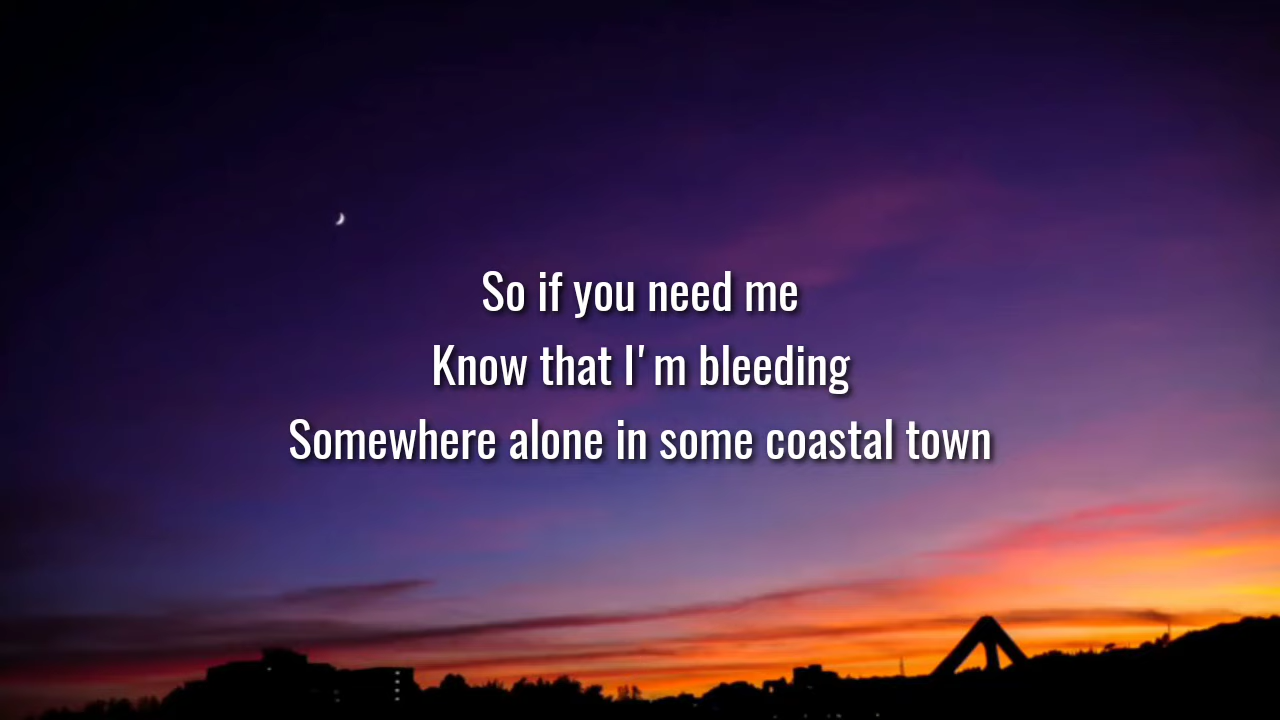 So if you need me
Know that I'm bleeding
Somewhere alone in some coastal town